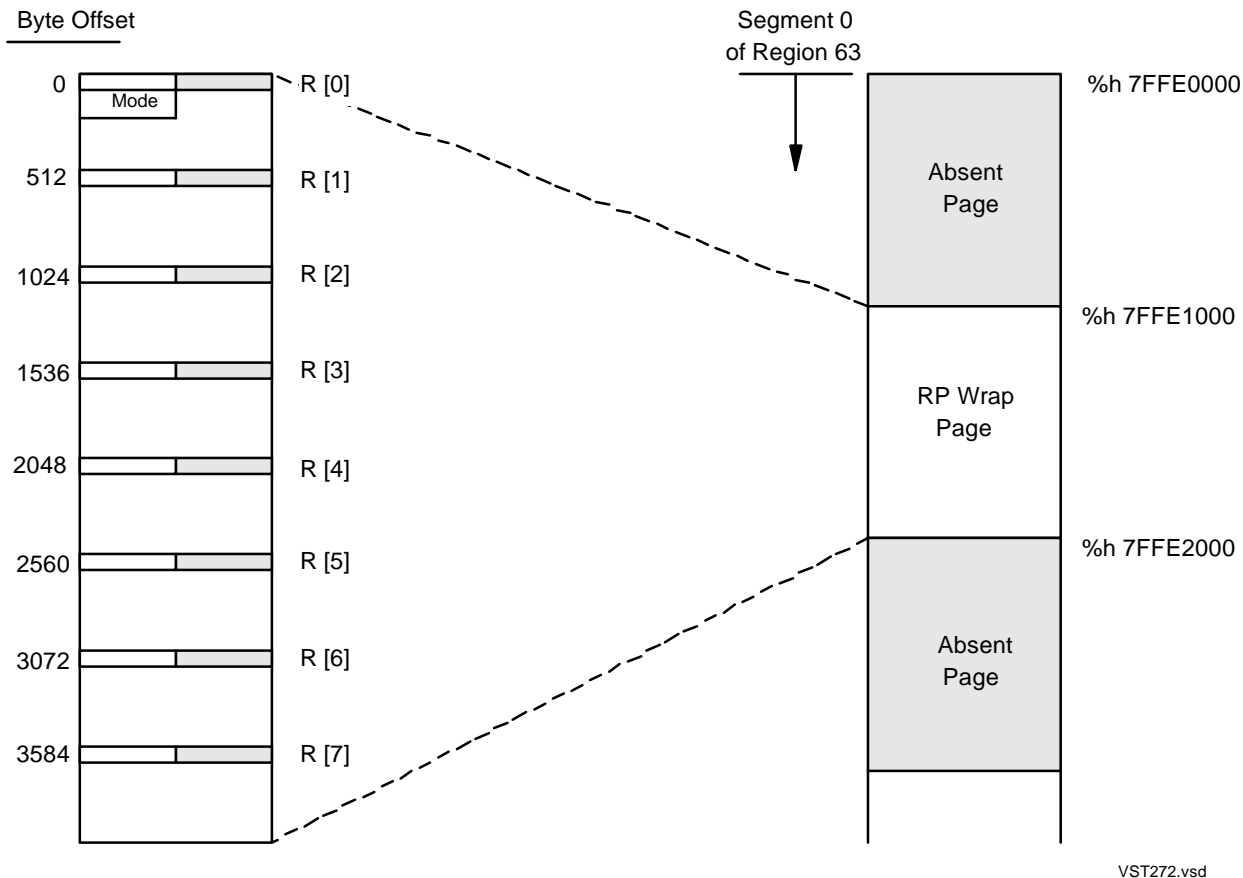 Byte Offset
Segment 0
of Region 63
0
R [0]
%h 7FFE0000
Mode
512
R [1]
Absent
Page
1024
R [2]
%h 7FFE1000
1536
R [3]
RP Wrap
Page
2048
R [4]
2560
R [5]
%h 7FFE2000
3072
R [6]
Absent
Page
3584
R [7]
VST272.vsd